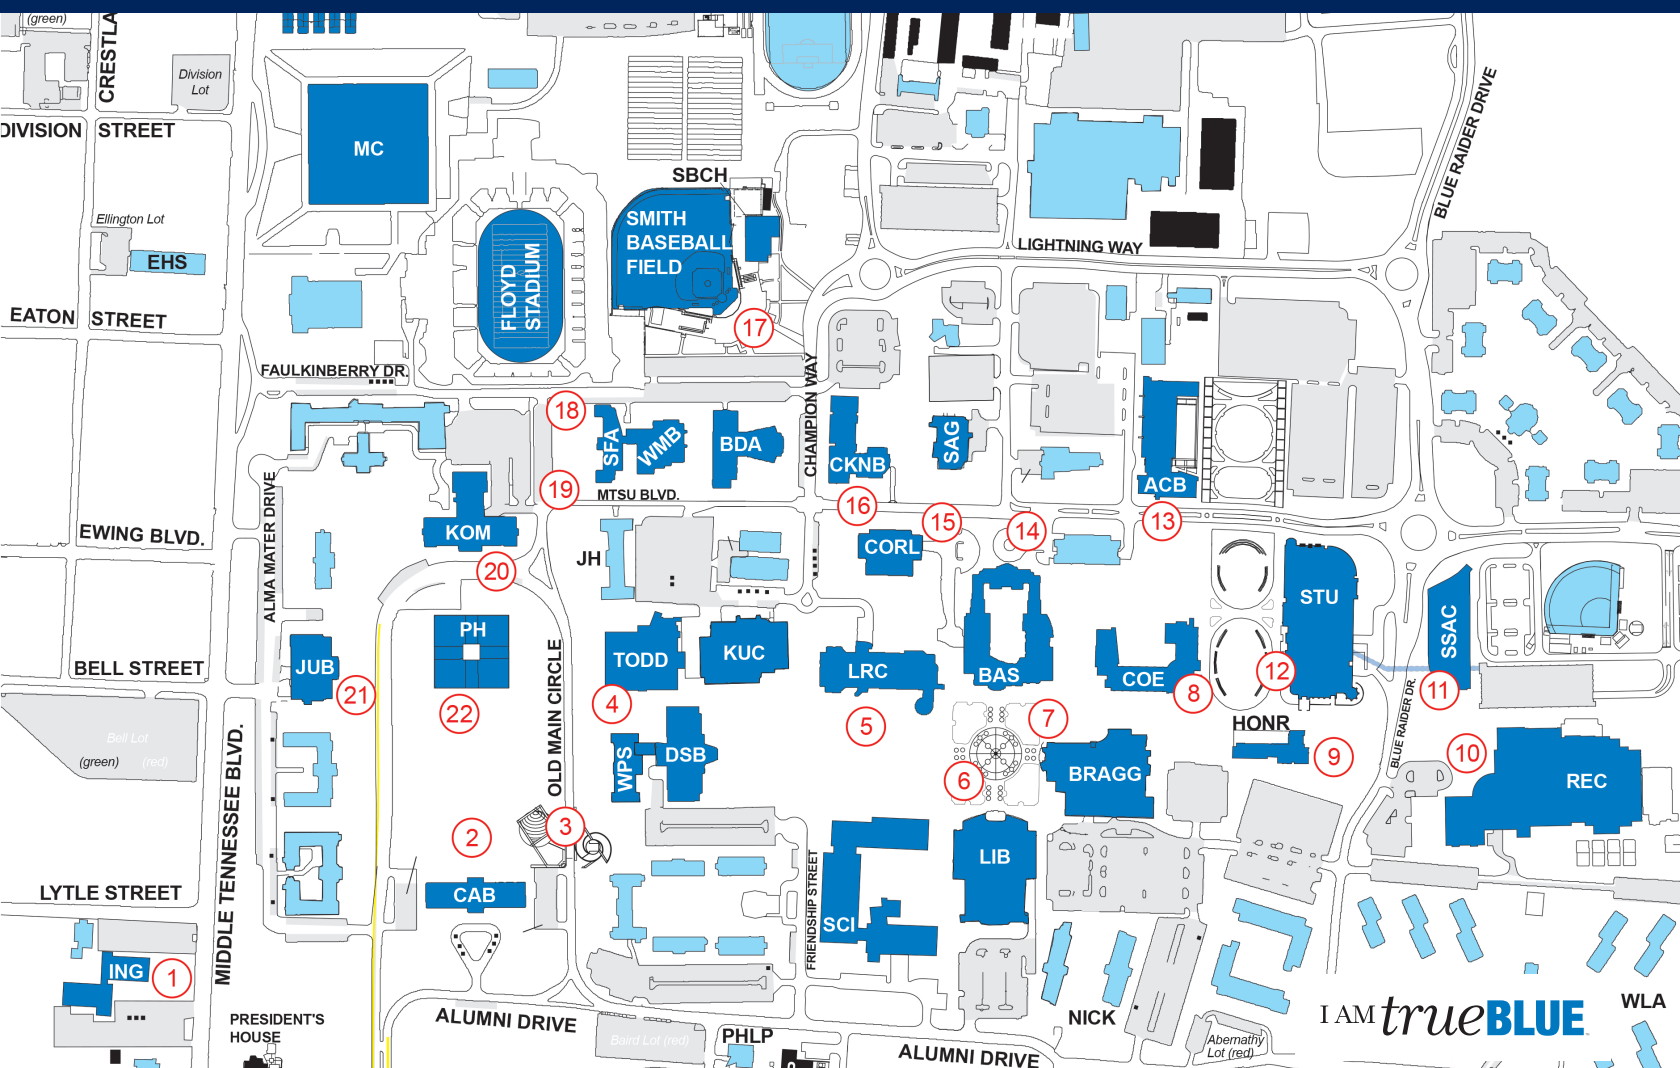 (green)
CRESTLA
Division
Lot
DIVISION STREET
MC
BLUE RAIDER DRIVE
SBCH
Ellington Lot
EHS
SMITH
BASEBALL
FIELD
FLOYD
STADIUM
LIGHTNING WAY
EATON STREET
17
FAULKINBERRY DR.
CHAMPION WAY
18
SFA
WMB
BDA
CKNB
SAG
ACB
19
MTSU BLVD.
16
15
14
13
ALMA MATER DRIVE
EWING BLVD.
KOM
JH
CORL
20
STU
SSAC
PH
BELL STREET
JUB
OLD MAIN CIRCLE
TODD
KUC
LRC
BAS
COE
12
8
11
21
22
4
5
7
HONR
BLUE RAIDER DR.
Bell Lot
(green) (red)
MIDDLE TENNESSEE BLVD.
WPS
DSB
6
BRAGG
9
10
REC
2
3
LIB
FRIENDSHIP STREET
LYTLE STREET
CAB
SCI
ING
1
PRESIDENT'S
HOUSE
ALUMNI DRIVE
Baird Lot (red)
PHLP
ALUMNI DRIVE
NICK
Abernathy
Lot (red)
I AM trueBLUE
WLA